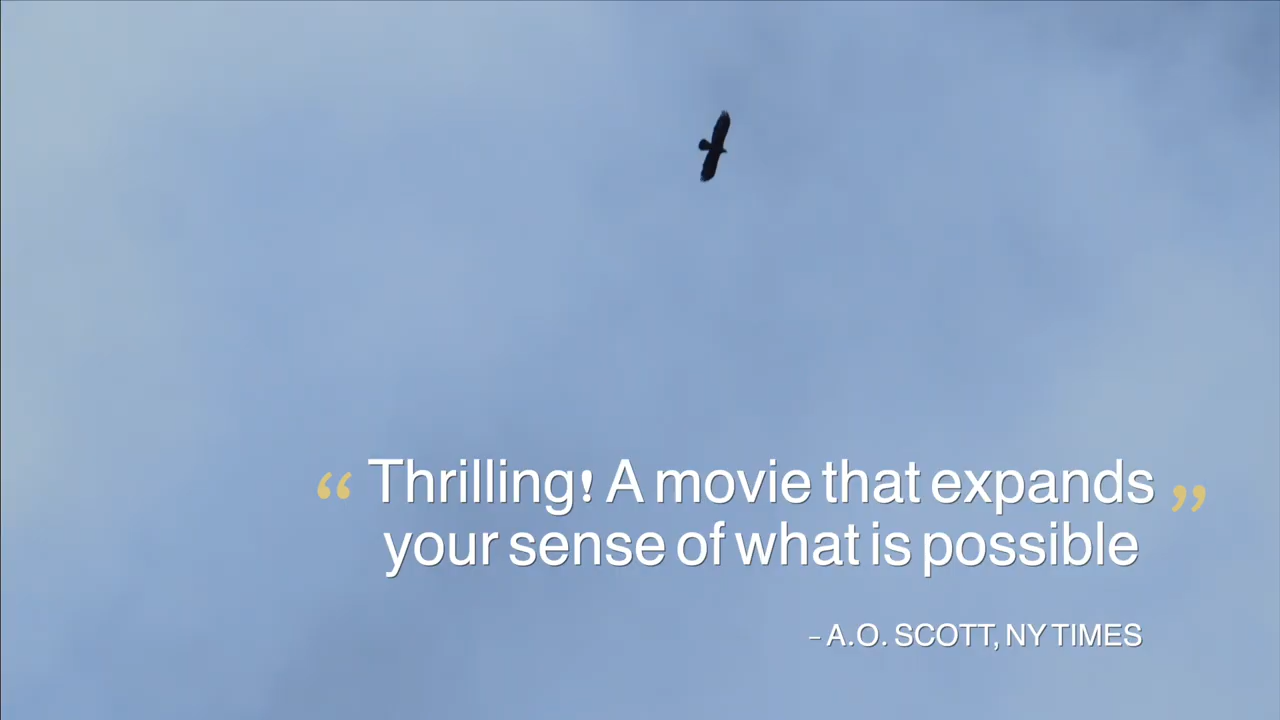 “ Thrilling! A movie that expands ”
your sense of what is possible
– A.O. SCOTT, NY TIMES